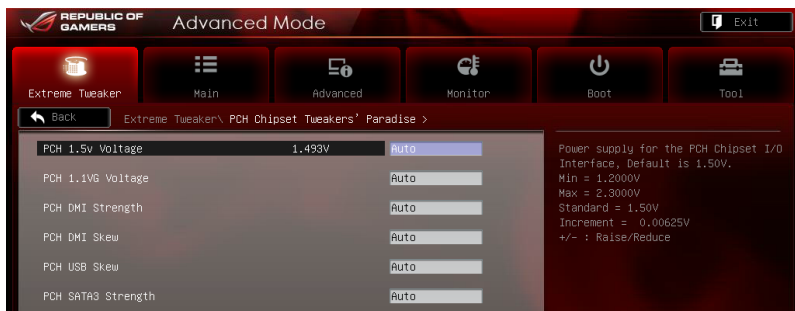 REPUBLIC OF
GAMERS
Advanced Mode
Exit
Extreme Tweaker
Main
Advanced
Monitor
Boot
Tool
Back
Extreme Tweaker\ PCH Chipset Tweakers' Paradise >
PCH 1.5v Voltage 1.493V Auto
PCH 1.1VG Voltage Auto
PCH DMI Strength Auto
PCH DMI Skew Auto
PCH USB Skew Auto
PCH SATA3 Strength Auto
Power supply for the PCH Chipset I/O
Interface, Default is 1.50V.
Min = 1.2000V
Max = 2.3000V
Standard = 1.50V
Increment = 0.00625V
+/- : Raise/Reduce